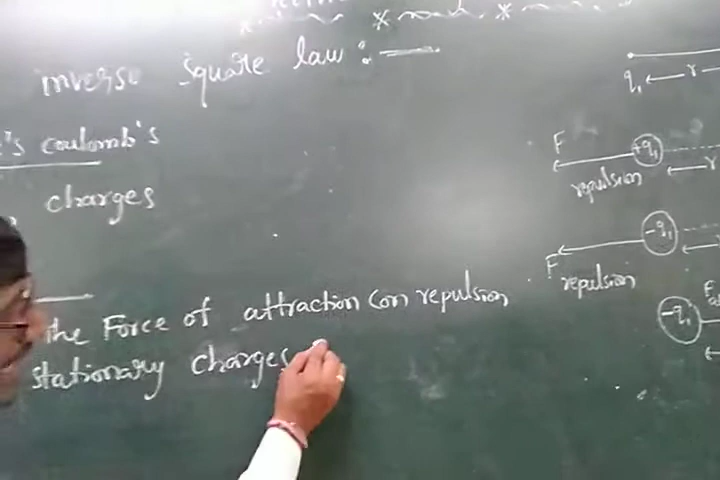 inverse square law :-
's coulomb's
charges
the Force of attraction (or) repulsion
stationary charges
q₁ ← r
F +q₁
repulsion ← r
-q₁
F repulsion
-q₁ F